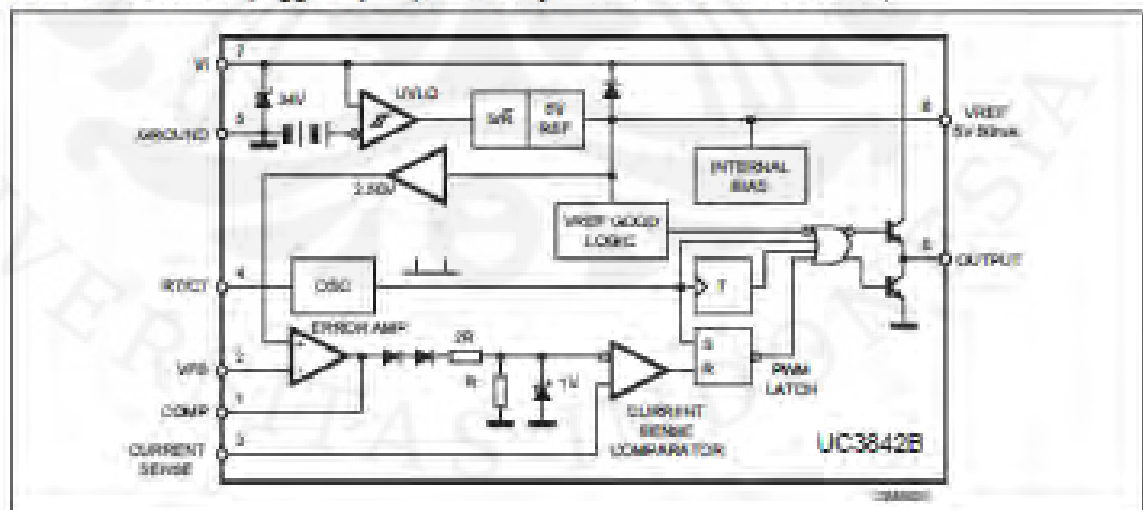 7
Vi
34V
UVLO
S/R
5V
REF
8
VREF
5V 50mA
5
GROUND
INTERNAL
BIAS
2.50V
VREF GOOD
LOGIC
6
OUTPUT
4
RT/CT
OSC
T
ERROR AMP
+
-
2R
S
R
PWM
LATCH
2
VFB
R
1V
1
COMP
CURRENT
SENSE
COMPARATOR
3
CURRENT
SENSE
UC3842B
VERITAS
INDONESIA